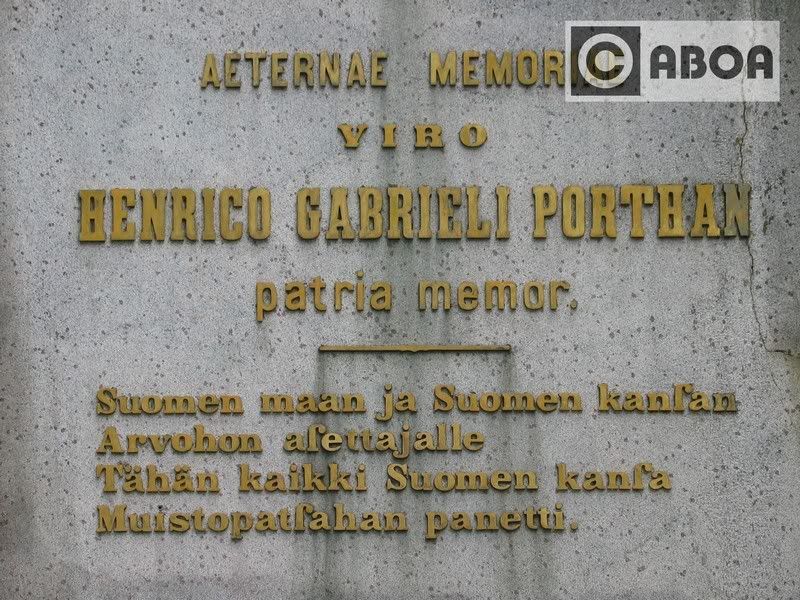 © ABOA
AETERNAE MEMORIAE
VIRO
HENRICO GABRIELI PORTHAN
patria memor.
Suomen maan ja Suomen kanſan
Arvohon aſettajalle
Tähän kaikki Suomen kanſa
Muistopatſahan panetti.